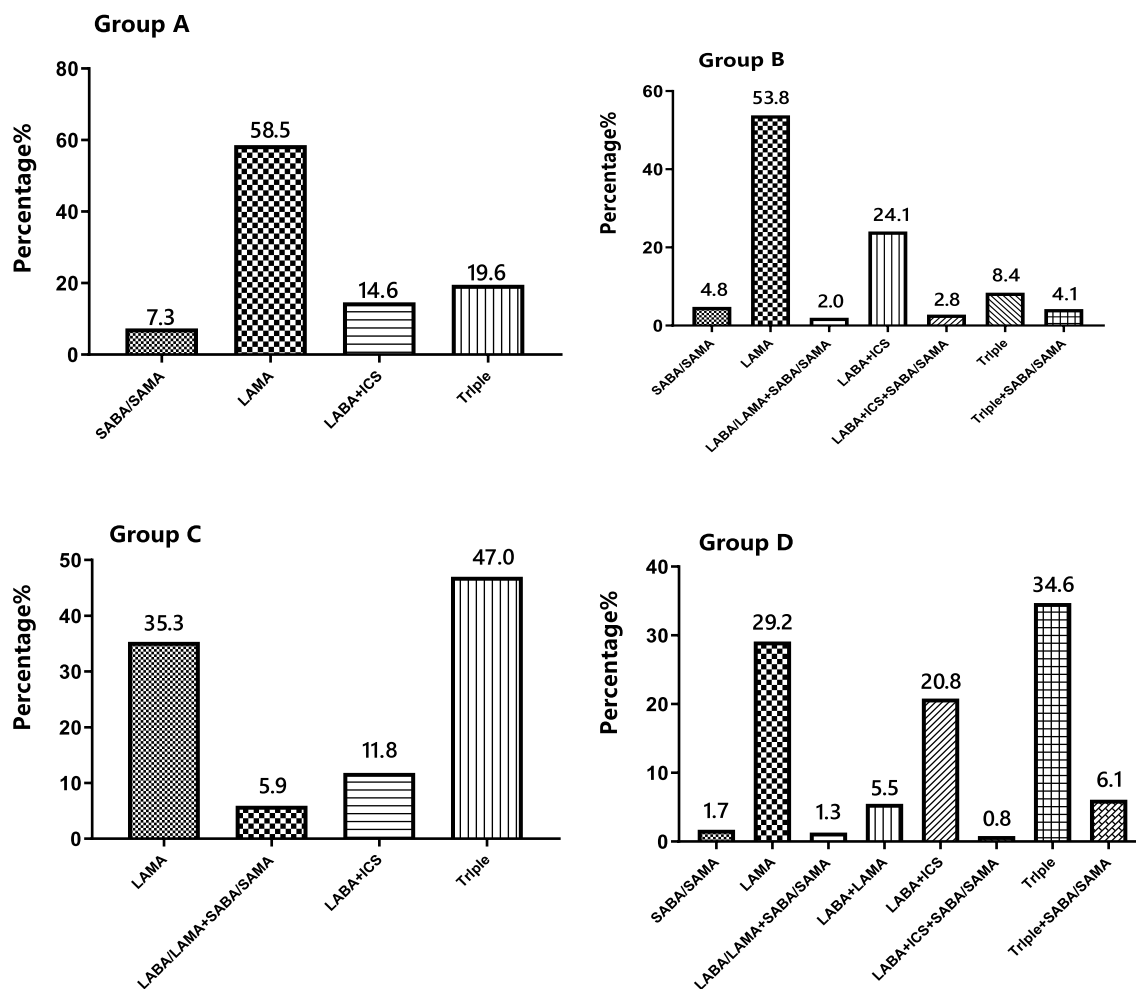 Group A
Percentage%
80
60
40
20
0
7.3
58.5
14.6
19.6
SABA/SAMA
LAMA
LABA+ICS
Triple
Group B
Percentage%
60
40
20
0
4.8
53.8
2.0
24.1
2.8
8.4
4.1
SABA/SAMA
LAMA
LABA/LAMA+SABA/SAMA
LABA+ICS
LABA+ICS+SABA/SAMA
Triple
Triple+SABA/SAMA
Group C
Percentage%
50
40
30
20
10
0
35.3
5.9
11.8
47.0
LAMA
LABA/LAMA+SABA/SAMA
LABA+ICS
Triple
Group D
Percentage%
40
30
20
10
0
1.7
29.2
1.3
5.5
20.8
0.8
34.6
6.1
SABA/SAMA
LAMA
LABA/LAMA+SABA/SAMA
LABA+LAMA
LABA+ICS
LABA+ICS+SABA/SAMA
Triple
Triple+SABA/SAMA